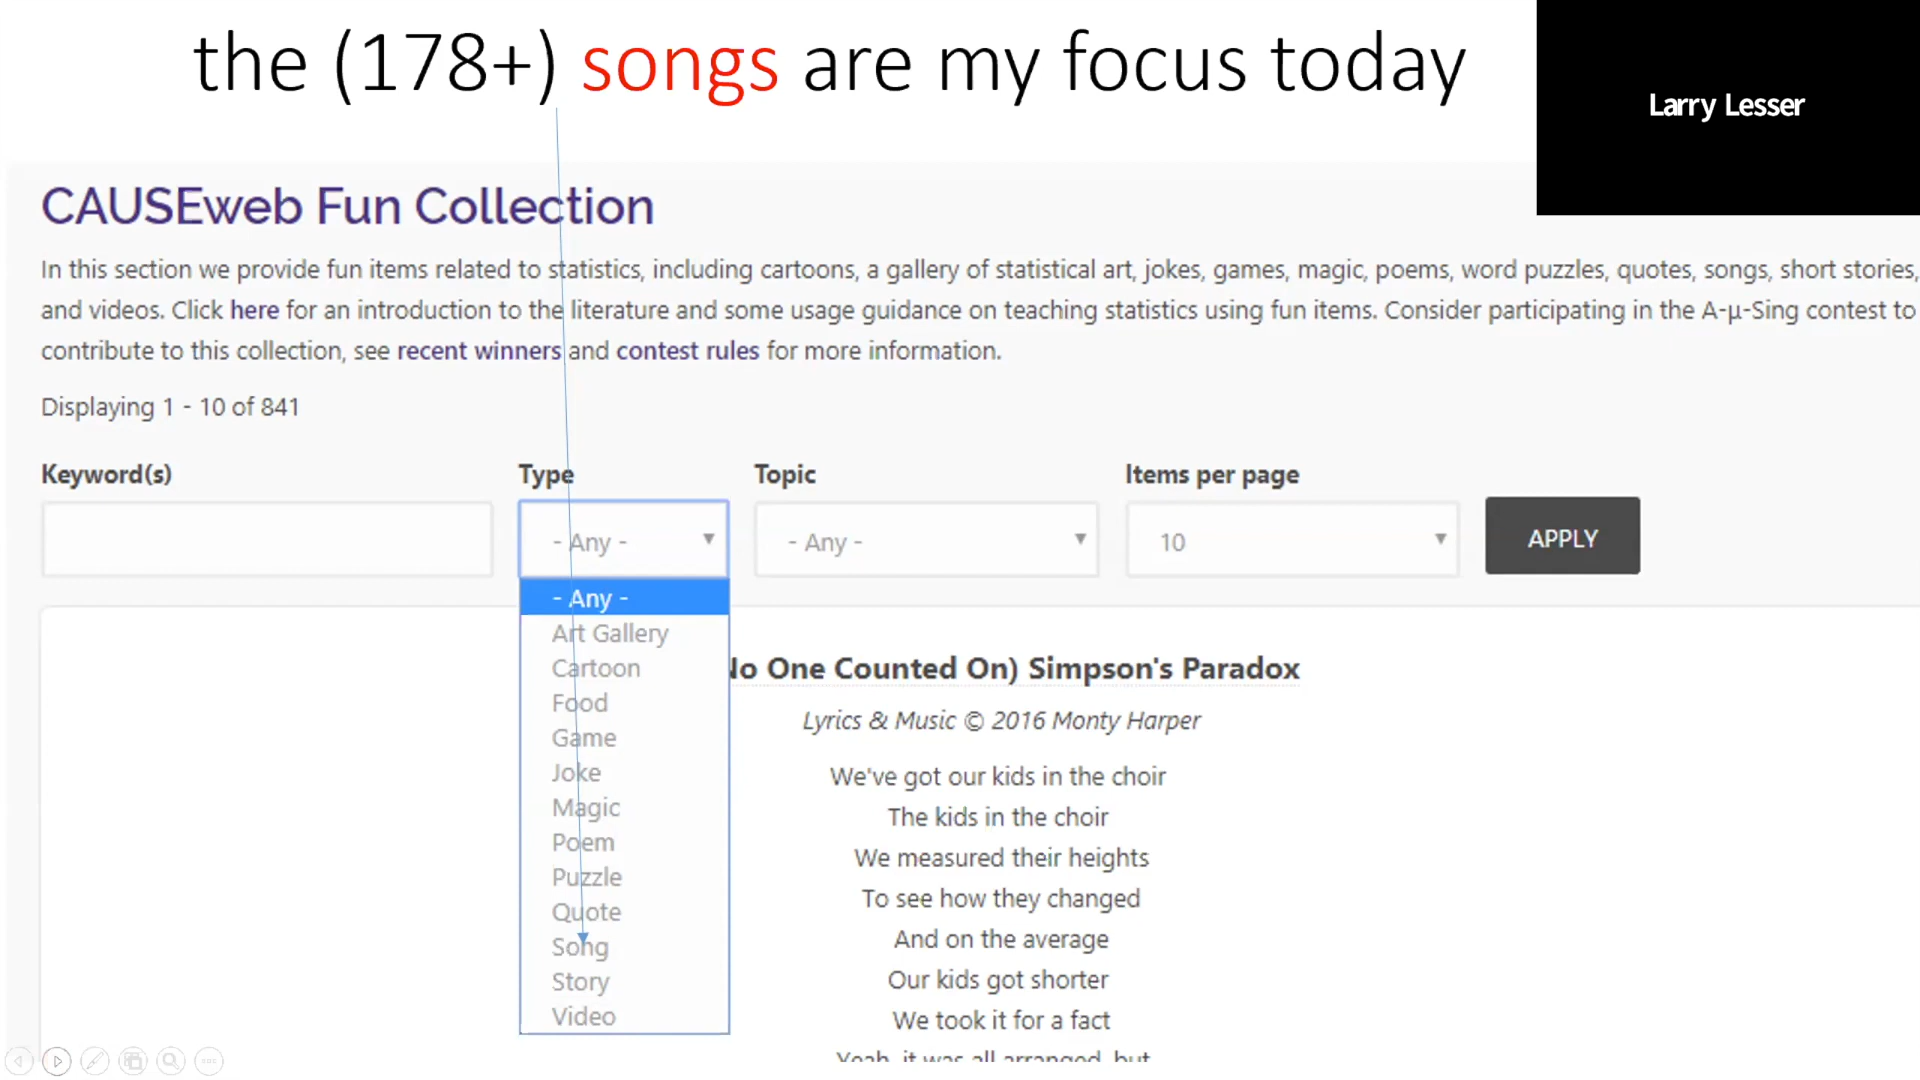 the (178+) songs are my focus today
Larry Lesser
CAUSEweb Fun Collection
In this section we provide fun items related to statistics, including cartoons, a gallery of statistical art, jokes, games, magic, poems, word puzzles, quotes, songs, short stories,
and videos. Click here for an introduction to the literature and some usage guidance on teaching statistics using fun items. Consider participating in the A-μ-Sing contest to
contribute to this collection, see recent winners and contest rules for more information.
Displaying 1 - 10 of 841
Keyword(s) Type Topic Items per page
- Any - - Any - 10 APPLY
- Any -
Art Gallery
Cartoon
Food
Game
Joke
Magic
Poem
Puzzle
Quote
Song
Story
Video
No One Counted On) Simpson's Paradox
Lyrics & Music © 2016 Monty Harper
We've got our kids in the choir
The kids in the choir
We measured their heights
To see how they changed
And on the average
Our kids got shorter
We took it for a fact
Yeah, it was all arranged, but